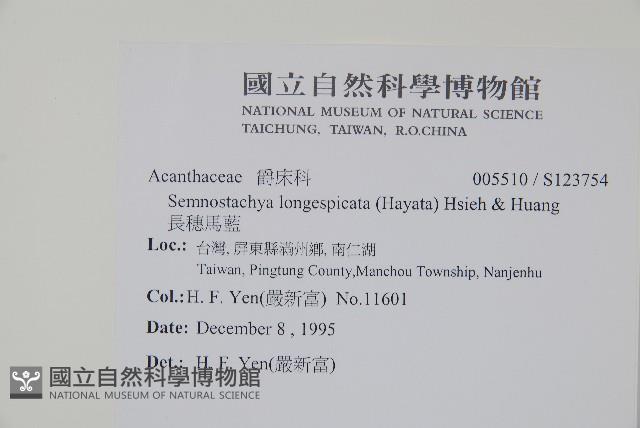 國立自然科學博物館
NATIONAL MUSEUM OF NATURAL SCIENCE
TAICHUNG, TAIWAN, R.O.CHINA
Acanthaceae 爵床科 005510 / S123754
Semnostachya longespicata (Hayata) Hsieh & Huang
長穗馬藍
Loc.: 台灣, 屏東縣滿州鄉, 南仁湖
Taiwan, Pingtung County,Manchou Township, Nanjenhu
Col.: H. F. Yen(嚴新富) No.11601
Date: December 8 , 1995
Det.: H. F. Yen(嚴新富)
國立自然科學博物館
NATIONAL MUSEUM OF NATURAL SCIENCE